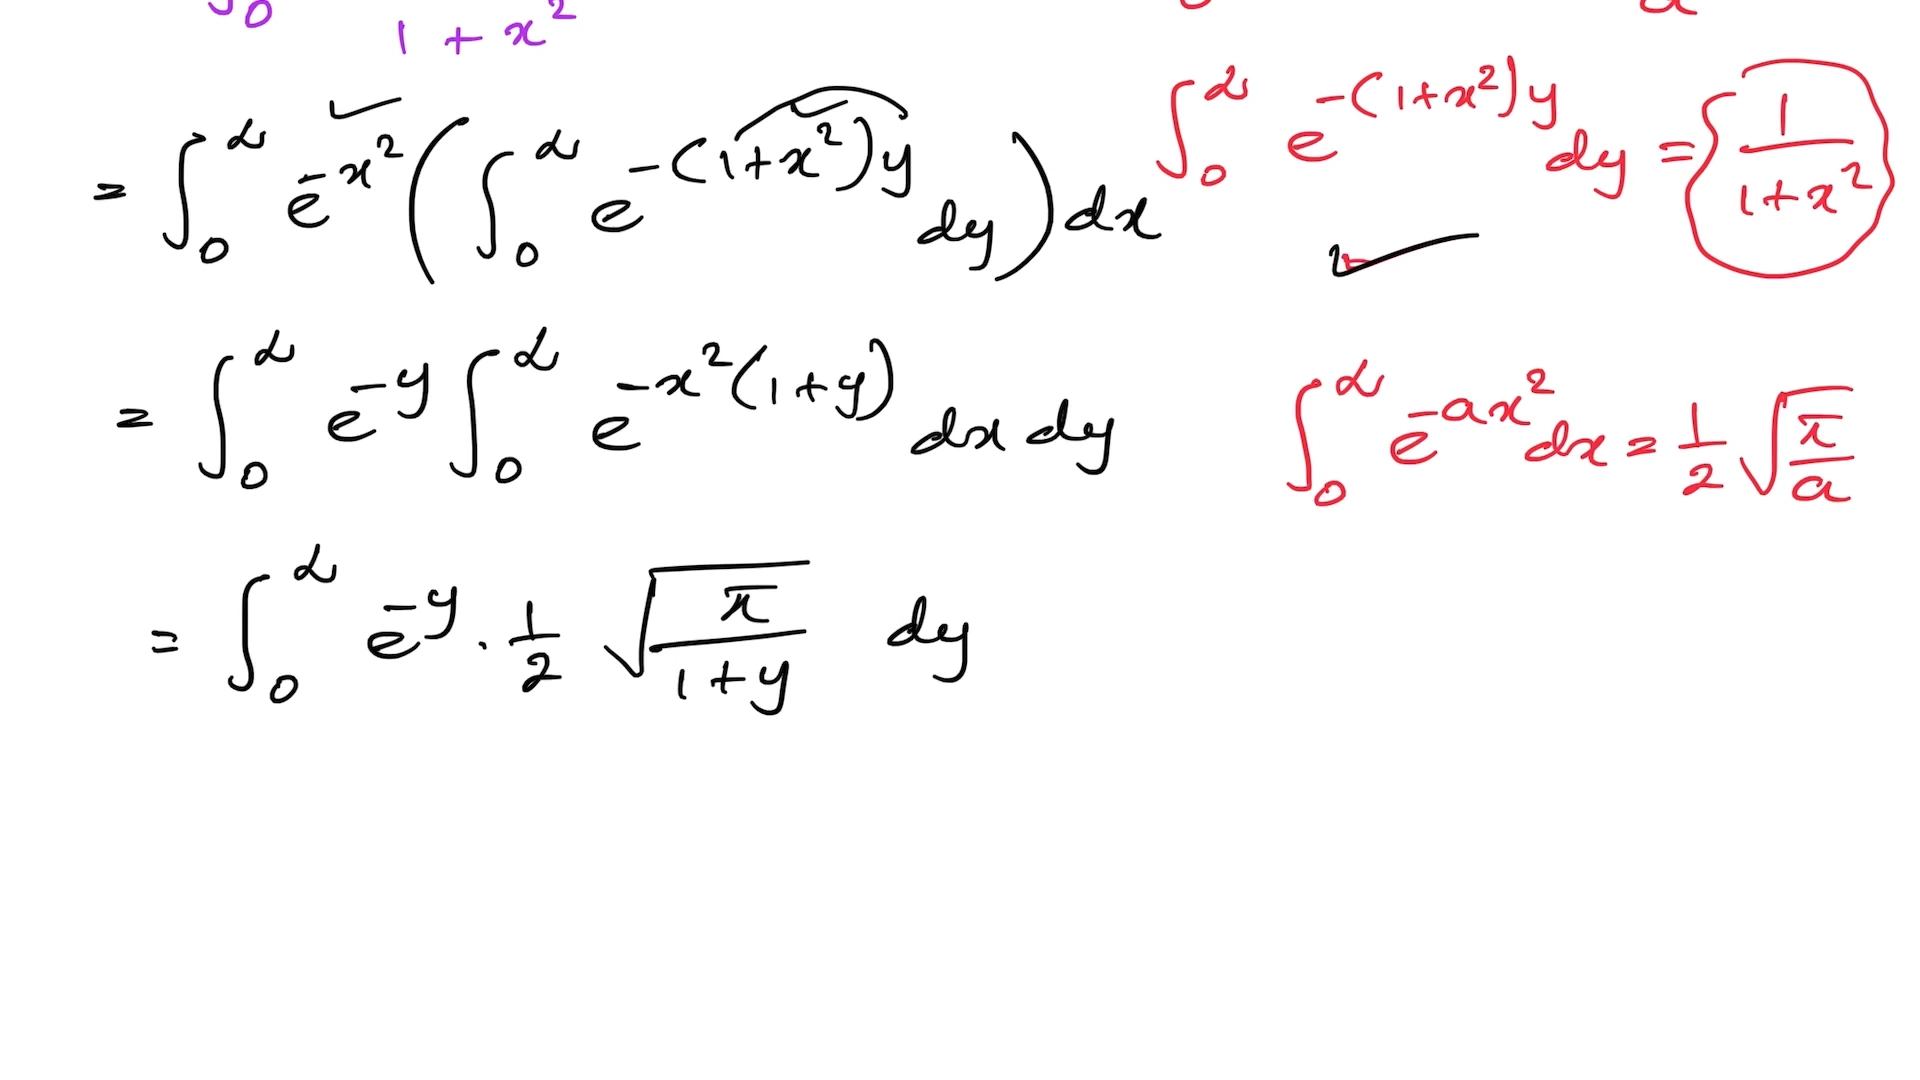 ∫₀ 1 + x²
= ∫₀^∞ e^{-x²} ( ∫₀^∞ e^{-(1+x²)y} dy ) dx
∫₀^∞ e^{-(1+x²)y} dy = 1/(1+x²)
= ∫₀^∞ e^{-y} ∫₀^∞ e^{-x²(1+y)} dx dy
∫₀^∞ e^{-ax²} dx = 1/2 √(π/a)
= ∫₀^∞ e^{-y} · 1/2 √(π/(1+y)) dy